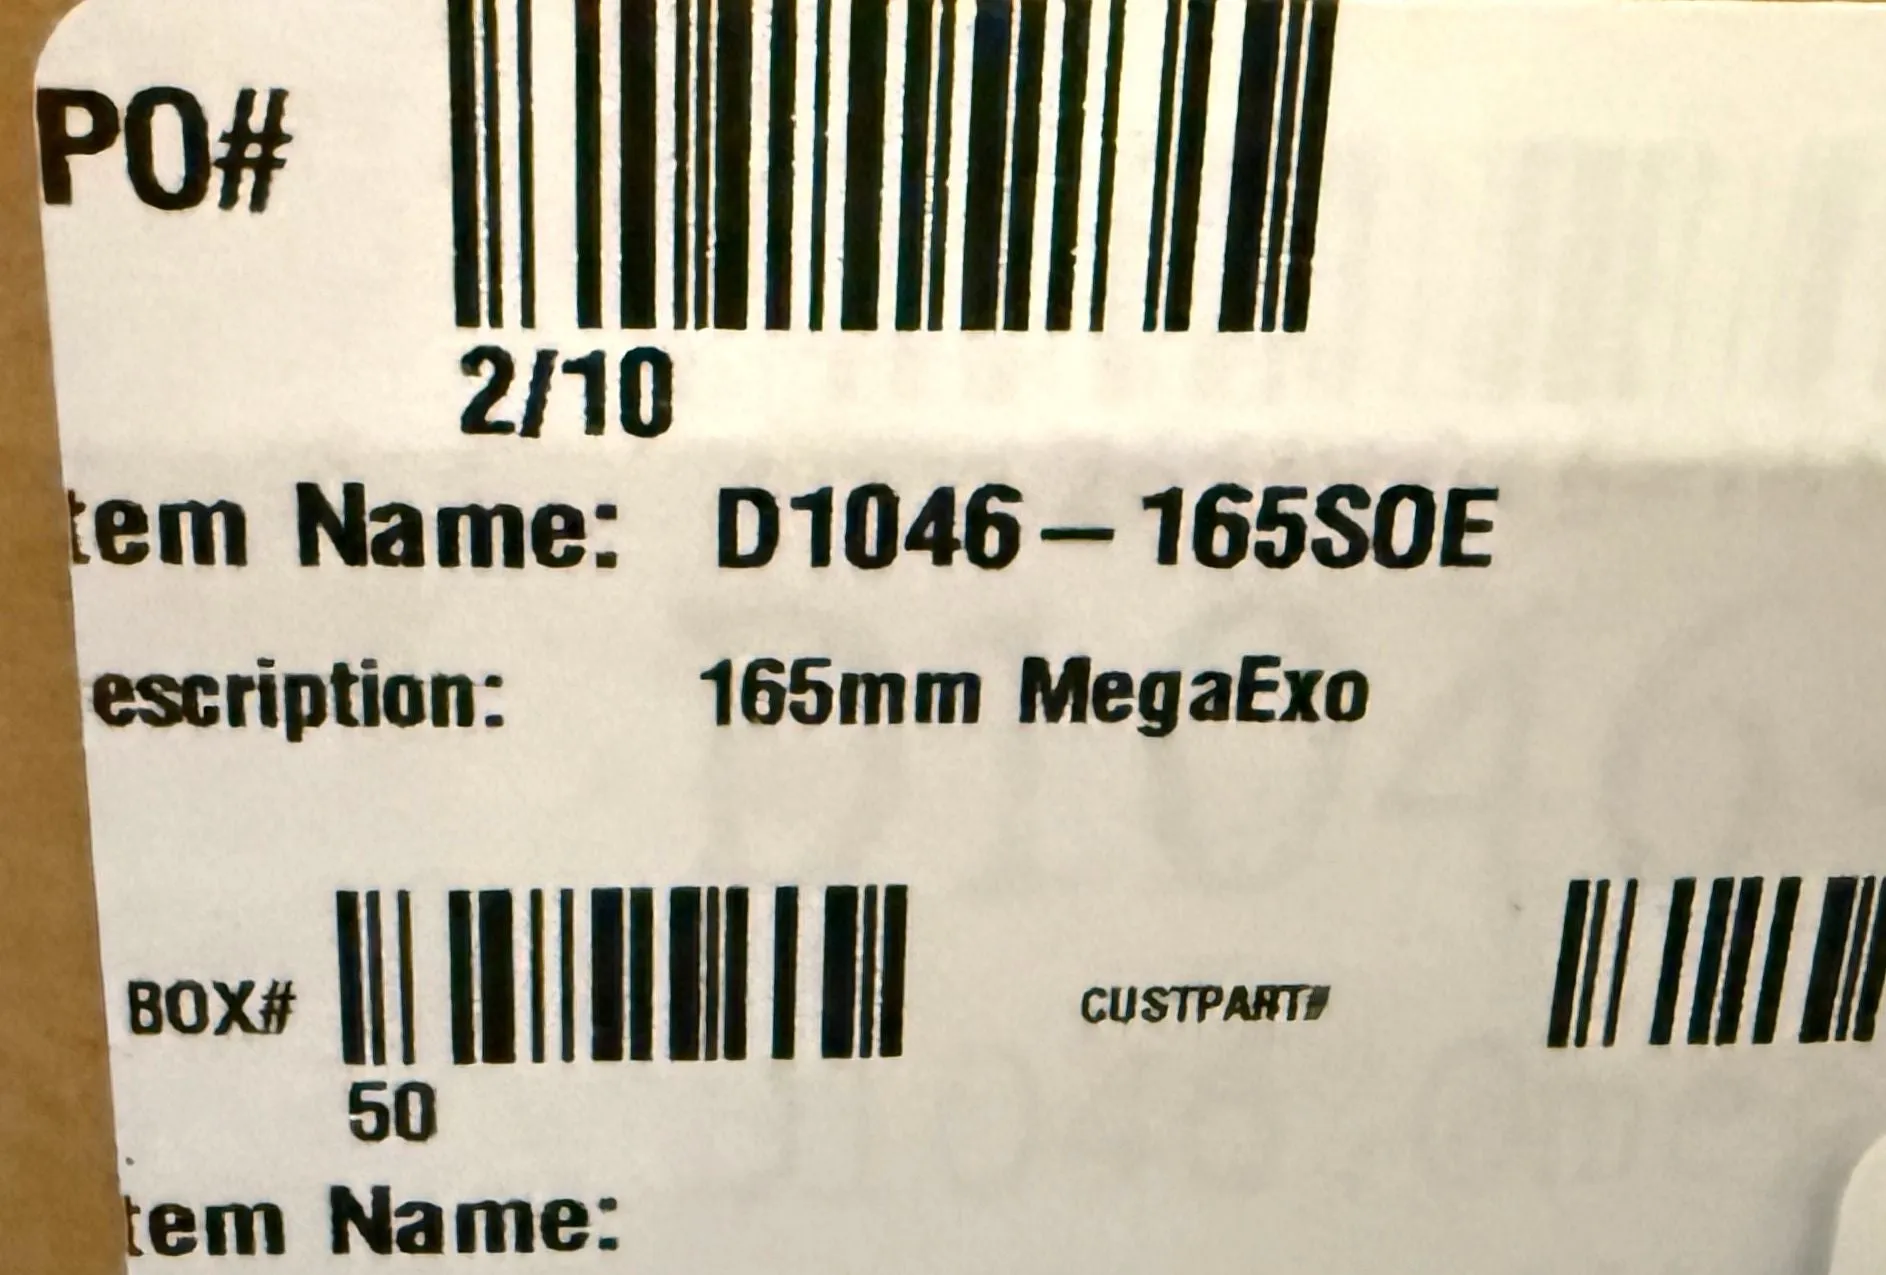 PO#
2/10
tem Name: D1046-165SOE
escription: 165mm MegaExo
BOX# CUSTPART#
50
tem Name: